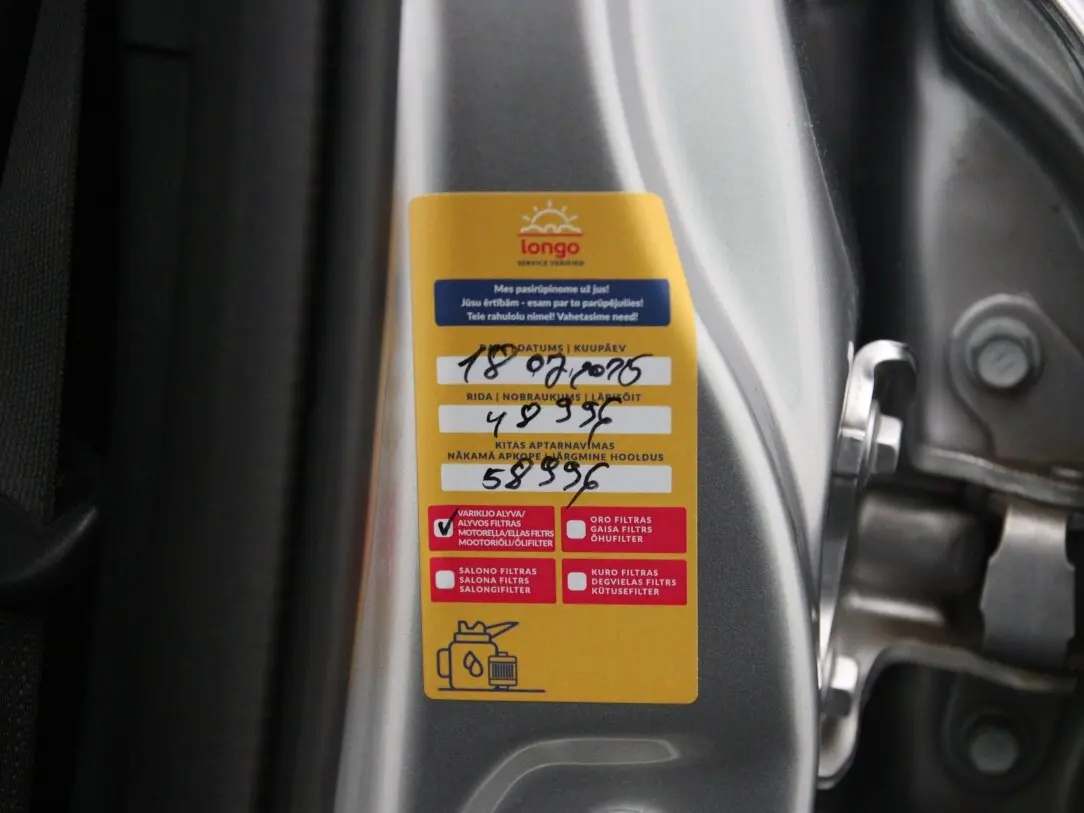 longo
SERVICE VERIFIED
Mes pasirūpinome už jus!
Jūsu ērtībām - esam par to parūpējušies!
Teie rahulolu nimel! Vahetasime need!
DATUMS | KUUPÄEV
18 07.2025
RIDA | NOBRAUKUMS | LÄBISÕIT
48996
KITAS APTARNAVIMAS
NĀKAMĀ APKOPE | JÄRGMINE HOOLDUS
58996
VARIKLIO ALYVA/
ALYVOS FILTRAS
MOTOREĻĻA/EĻĻAS FILTRS
MOOTORIÕLI/ÕLIFILTER
ORO FILTRAS
GAISA FILTRS
ÕHUFILTER
SALONO FILTRAS
SALONA FILTRS
SALONGIFILTER
KURO FILTRAS
DEGVIELAS FILTRS
KÜTUSEFILTER